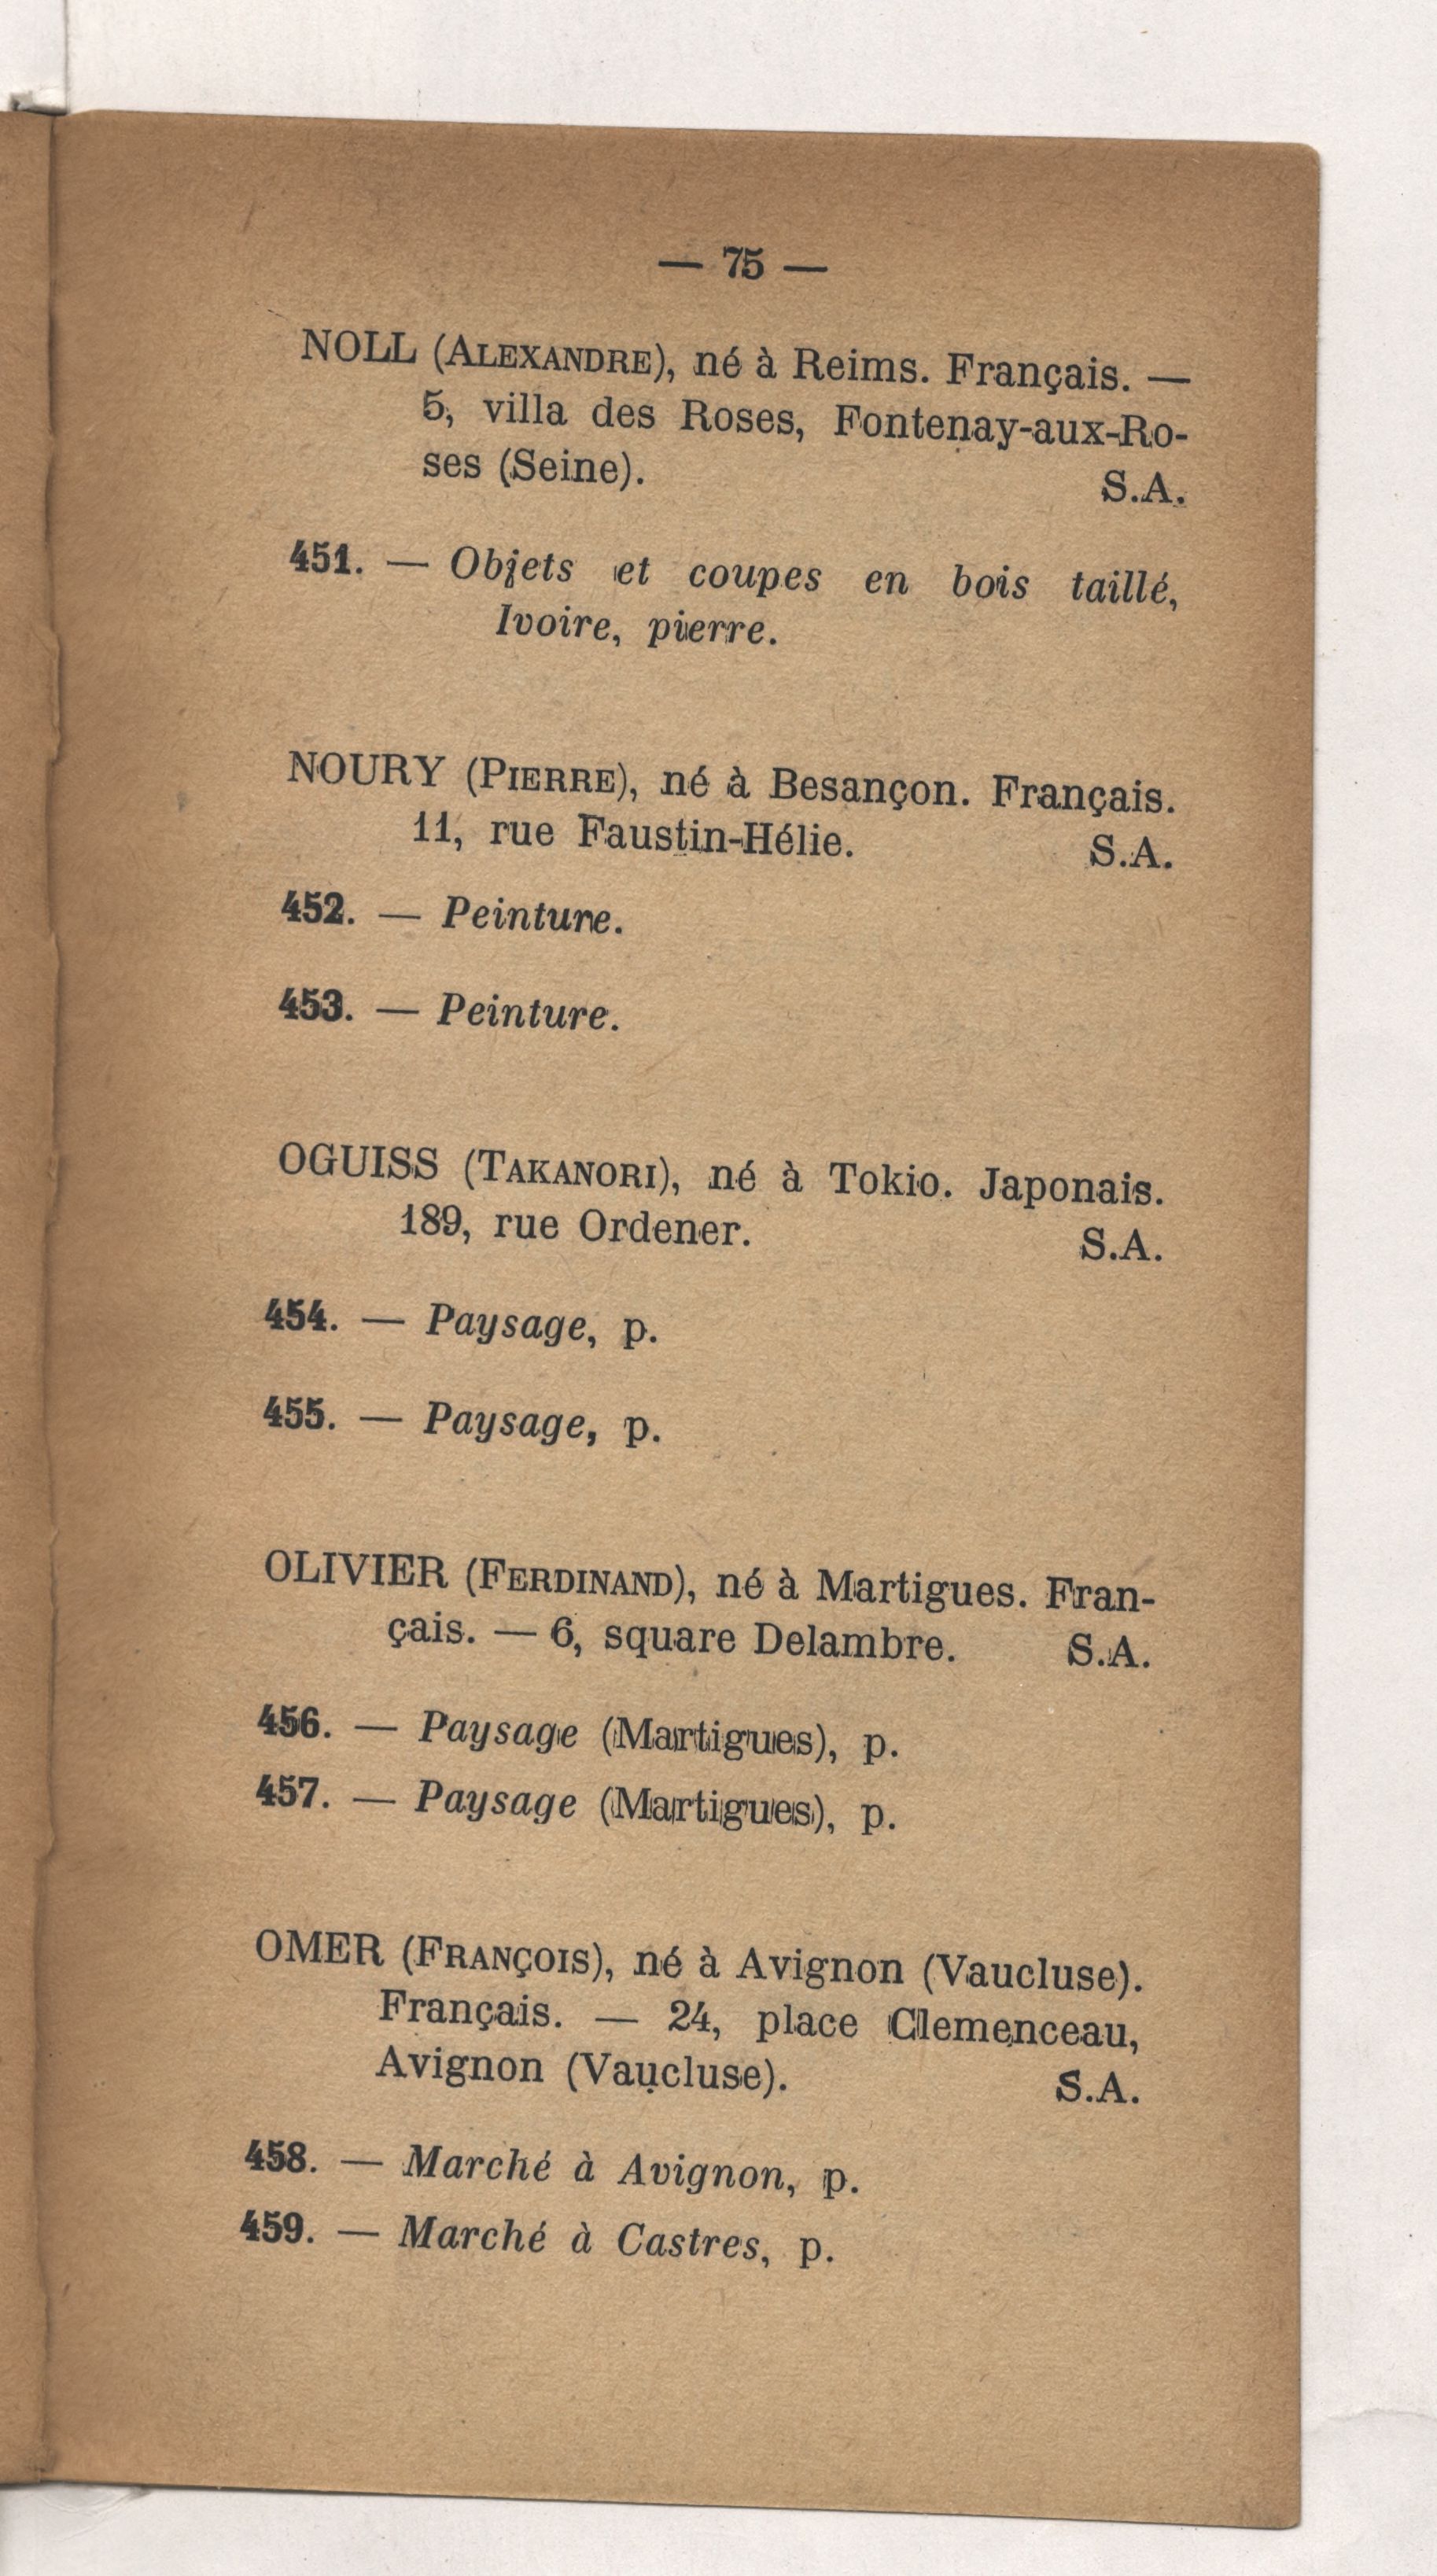 — 75 —
NOLL (ALEXANDRE), né à Reims. Français. —
5, villa des Roses, Fontenay-aux-Ro-
ses (Seine). S.A.
451. — Objets et coupes en bois taillé,
Ivoire, pierre.
NOURY (PIERRE), né à Besançon. Français.
11, rue Faustin-Hélie. S.A.
452. — Peinture.
453. — Peinture.
OGUISS (TAKANORI), né à Tokio. Japonais.
189, rue Ordener. S.A.
454. — Paysage, p.
455. — Paysage, p.
OLIVIER (FERDINAND), né à Martigues. Fran-
çais. — 6, square Delambre. S.A.
456. — Paysage (Martigues), p.
457. — Paysage (Martigues), p.
OMER (FRANÇOIS), né à Avignon (Vaucluse).
Français. — 24, place Clemenceau,
Avignon (Vaucluse). S.A.
458. — Marché à Avignon, p.
459. — Marché à Castres, p.